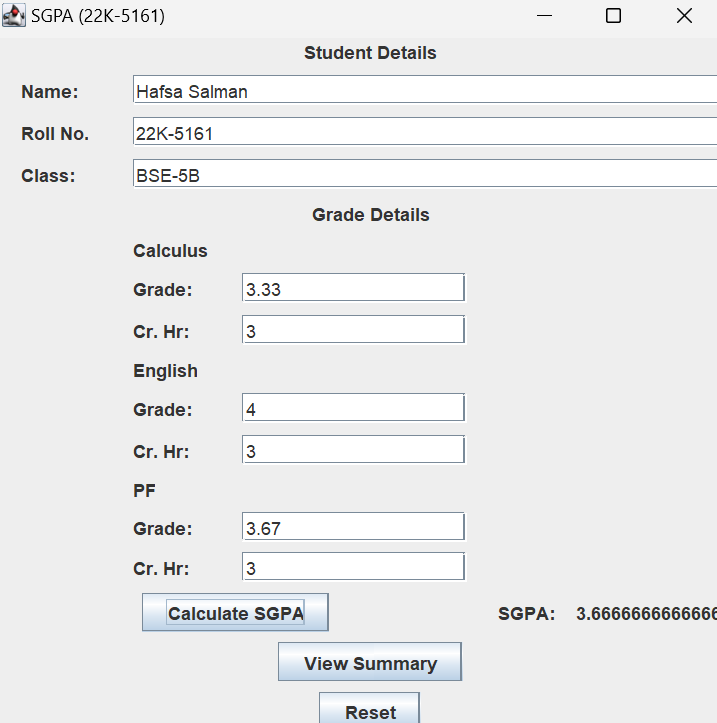 SGPA (22K-5161)
Student Details
Name: Hafsa Salman
Roll No. 22K-5161
Class: BSE-5B
Grade Details
Calculus
Grade: 3.33
Cr. Hr: 3
English
Grade: 4
Cr. Hr: 3
PF
Grade: 3.67
Cr. Hr: 3
Calculate SGPA SGPA: 3.6666666666666
View Summary
Reset